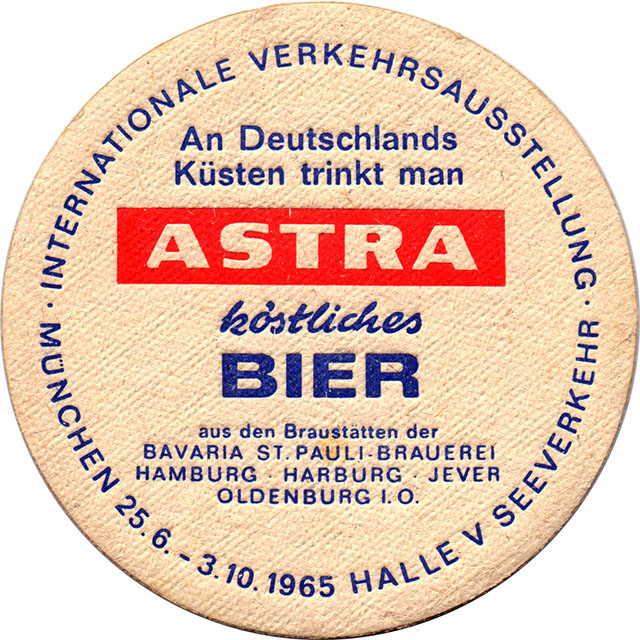 INTERNATIONALE VERKEHRSAUSSTELLUNG · MÜNCHEN 25.6. – 3.10.1965 HALLE V SEEVERKEHR ·
An Deutschlands
Küsten trinkt man
ASTRA
köstliches
BIER
aus den Braustätten der
BAVARIA ST. PAULI-BRAUEREI
HAMBURG · HARBURG · JEVER
OLDENBURG I.O.